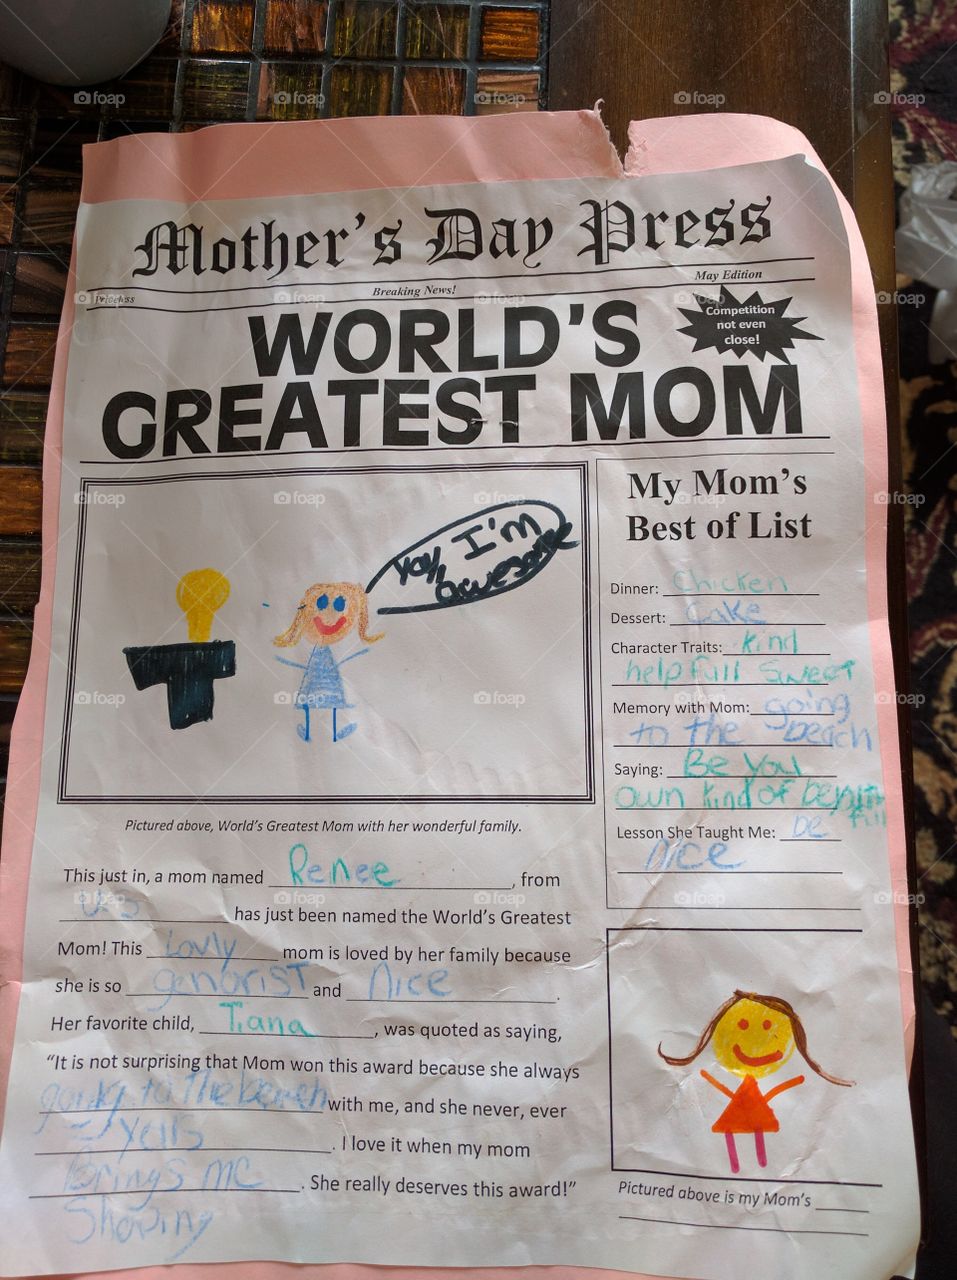 Mother's Day Press
Princess Breaking News! May Edition
WORLD'S
GREATEST MOM
Competition
not even
close!
Yay, I'm
awesome
Pictured above, World's Greatest Mom with her wonderful family.
My Mom's
Best of List
Dinner: Chicken
Dessert: Cake
Character Traits: kind
helpfull Sweet
Memory with Mom: going
to the beach
Saying: Be you
own kind of
Lesson She Taught Me: be
nice
This just in, a mom named Renee, from
U.S has just been named the World's Greatest
Mom! This Lovly mom is loved by her family because
she is so genorist and Nice.
Her favorite child, Tiana, was quoted as saying,
"It is not surprising that Mom won this award because she always
to the beach with me, and she never, ever
yells. I love it when my mom
Brings me. She really deserves this award!"
Shoping
Pictured above is my Mom's
foap